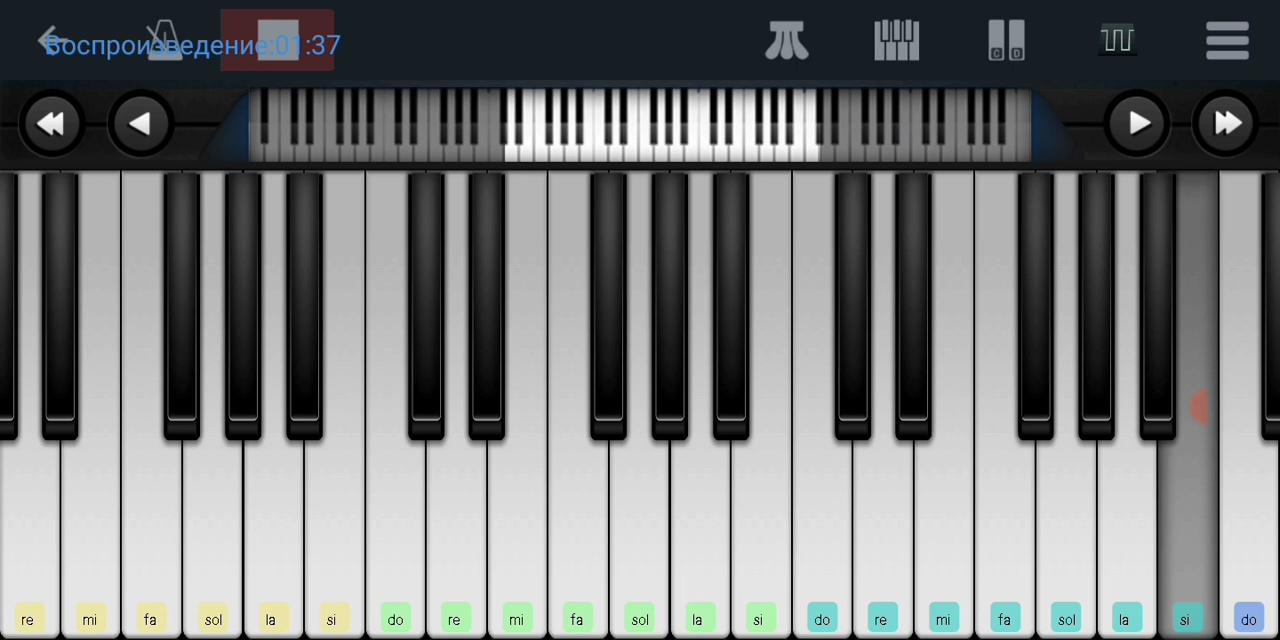 Воспроизведение:01:37
C D
re mi fa sol la si do re mi fa sol la si do re mi fa sol la si do